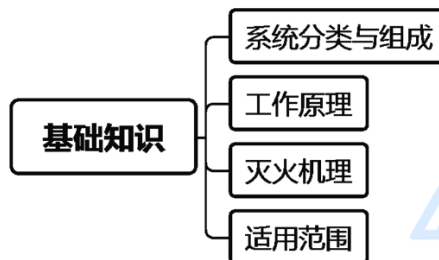 系统分类与组成
工作原理
基础知识
灭火机理
适用范围